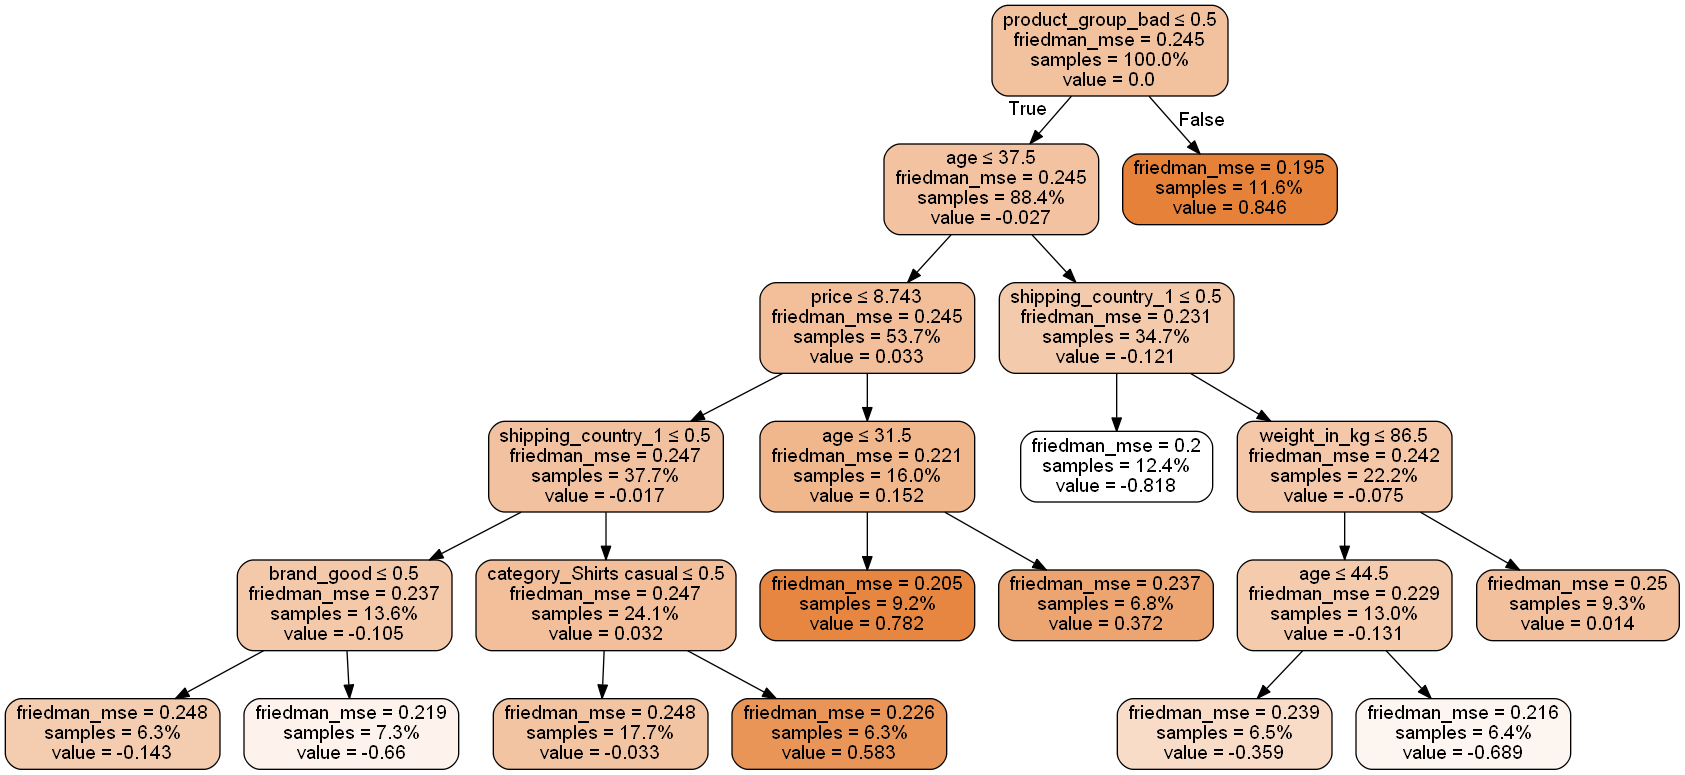 product_group_bad ≤ 0.5
friedman_mse = 0.245
samples = 100.0%
value = 0.0
True
False
age ≤ 37.5
friedman_mse = 0.245
samples = 88.4%
value = -0.027
friedman_mse = 0.195
samples = 11.6%
value = 0.846
price ≤ 8.743
friedman_mse = 0.245
samples = 53.7%
value = 0.033
shipping_country_1 ≤ 0.5
friedman_mse = 0.231
samples = 34.7%
value = -0.121
shipping_country_1 ≤ 0.5
friedman_mse = 0.247
samples = 37.7%
value = -0.017
age ≤ 31.5
friedman_mse = 0.221
samples = 16.0%
value = 0.152
friedman_mse = 0.2
samples = 12.4%
value = -0.818
weight_in_kg ≤ 86.5
friedman_mse = 0.242
samples = 22.2%
value = -0.075
brand_good ≤ 0.5
friedman_mse = 0.237
samples = 13.6%
value = -0.105
category_Shirts casual ≤ 0.5
friedman_mse = 0.247
samples = 24.1%
value = 0.032
friedman_mse = 0.205
samples = 9.2%
value = 0.782
friedman_mse = 0.237
samples = 6.8%
value = 0.372
age ≤ 44.5
friedman_mse = 0.229
samples = 13.0%
value = -0.131
friedman_mse = 0.25
samples = 9.3%
value = 0.014
friedman_mse = 0.248
samples = 6.3%
value = -0.143
friedman_mse = 0.219
samples = 7.3%
value = -0.66
friedman_mse = 0.248
samples = 17.7%
value = -0.033
friedman_mse = 0.226
samples = 6.3%
value = 0.583
friedman_mse = 0.239
samples = 6.5%
value = -0.359
friedman_mse = 0.216
samples = 6.4%
value = -0.689